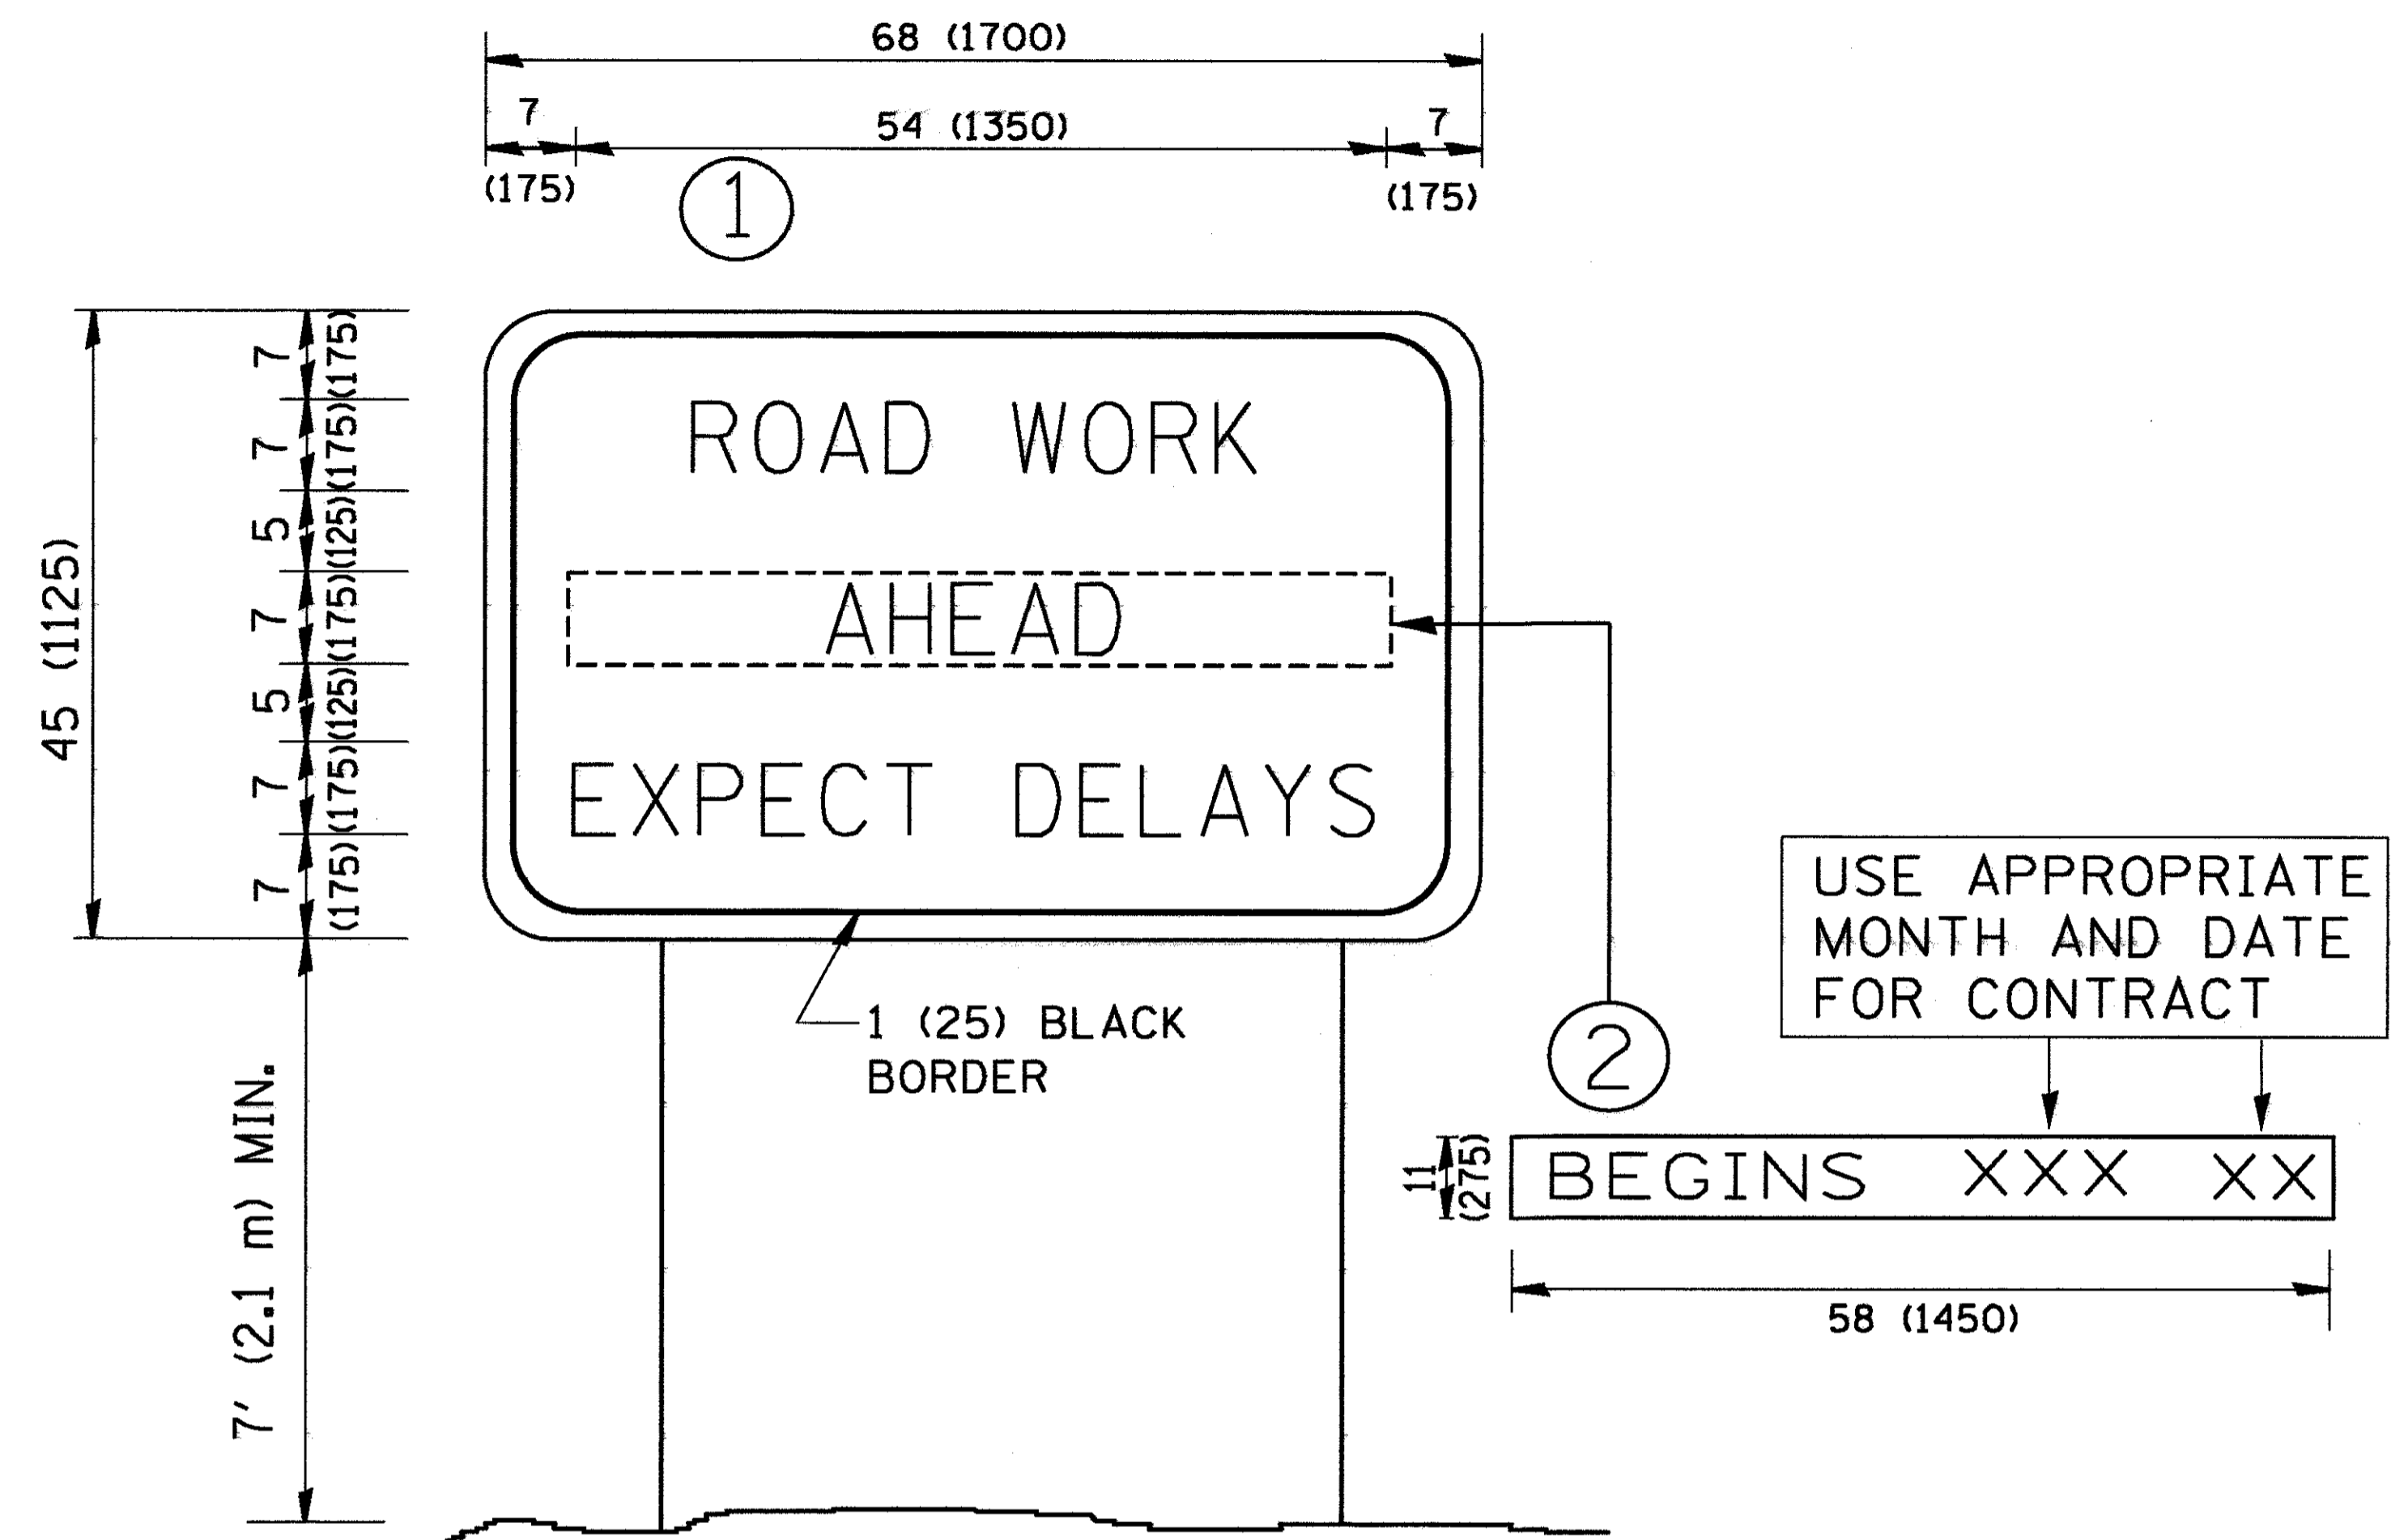 68 (1700)
7
54 (1350)
7
(175)
(175)
1
45 (1125)
7 (175)
7 (175)
5 (125)
7 (175)
5 (125)
7 (175)
7 (175)
7' (2.1 m) MIN.
ROAD WORK
AHEAD
EXPECT DELAYS
1 (25) BLACK
BORDER
USE APPROPRIATE
MONTH AND DATE
FOR CONTRACT
2
11
(275)
BEGINS XXX XX
58 (1450)